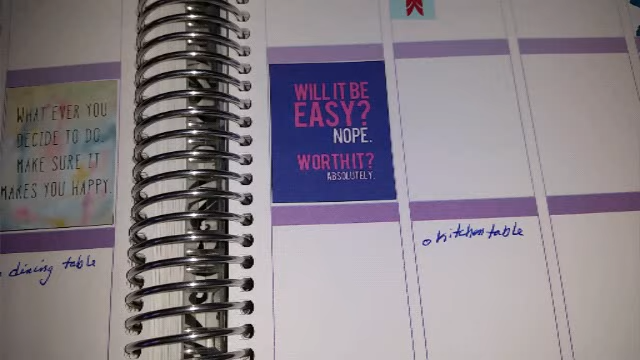 WHAT EVER YOU
DECIDE TO DO.
MAKE SURE IT
MAKES YOU HAPPY.
dining table
WILL IT BE
EASY?
NOPE.
WORTH IT?
ABSOLUTELY.
kitchen table